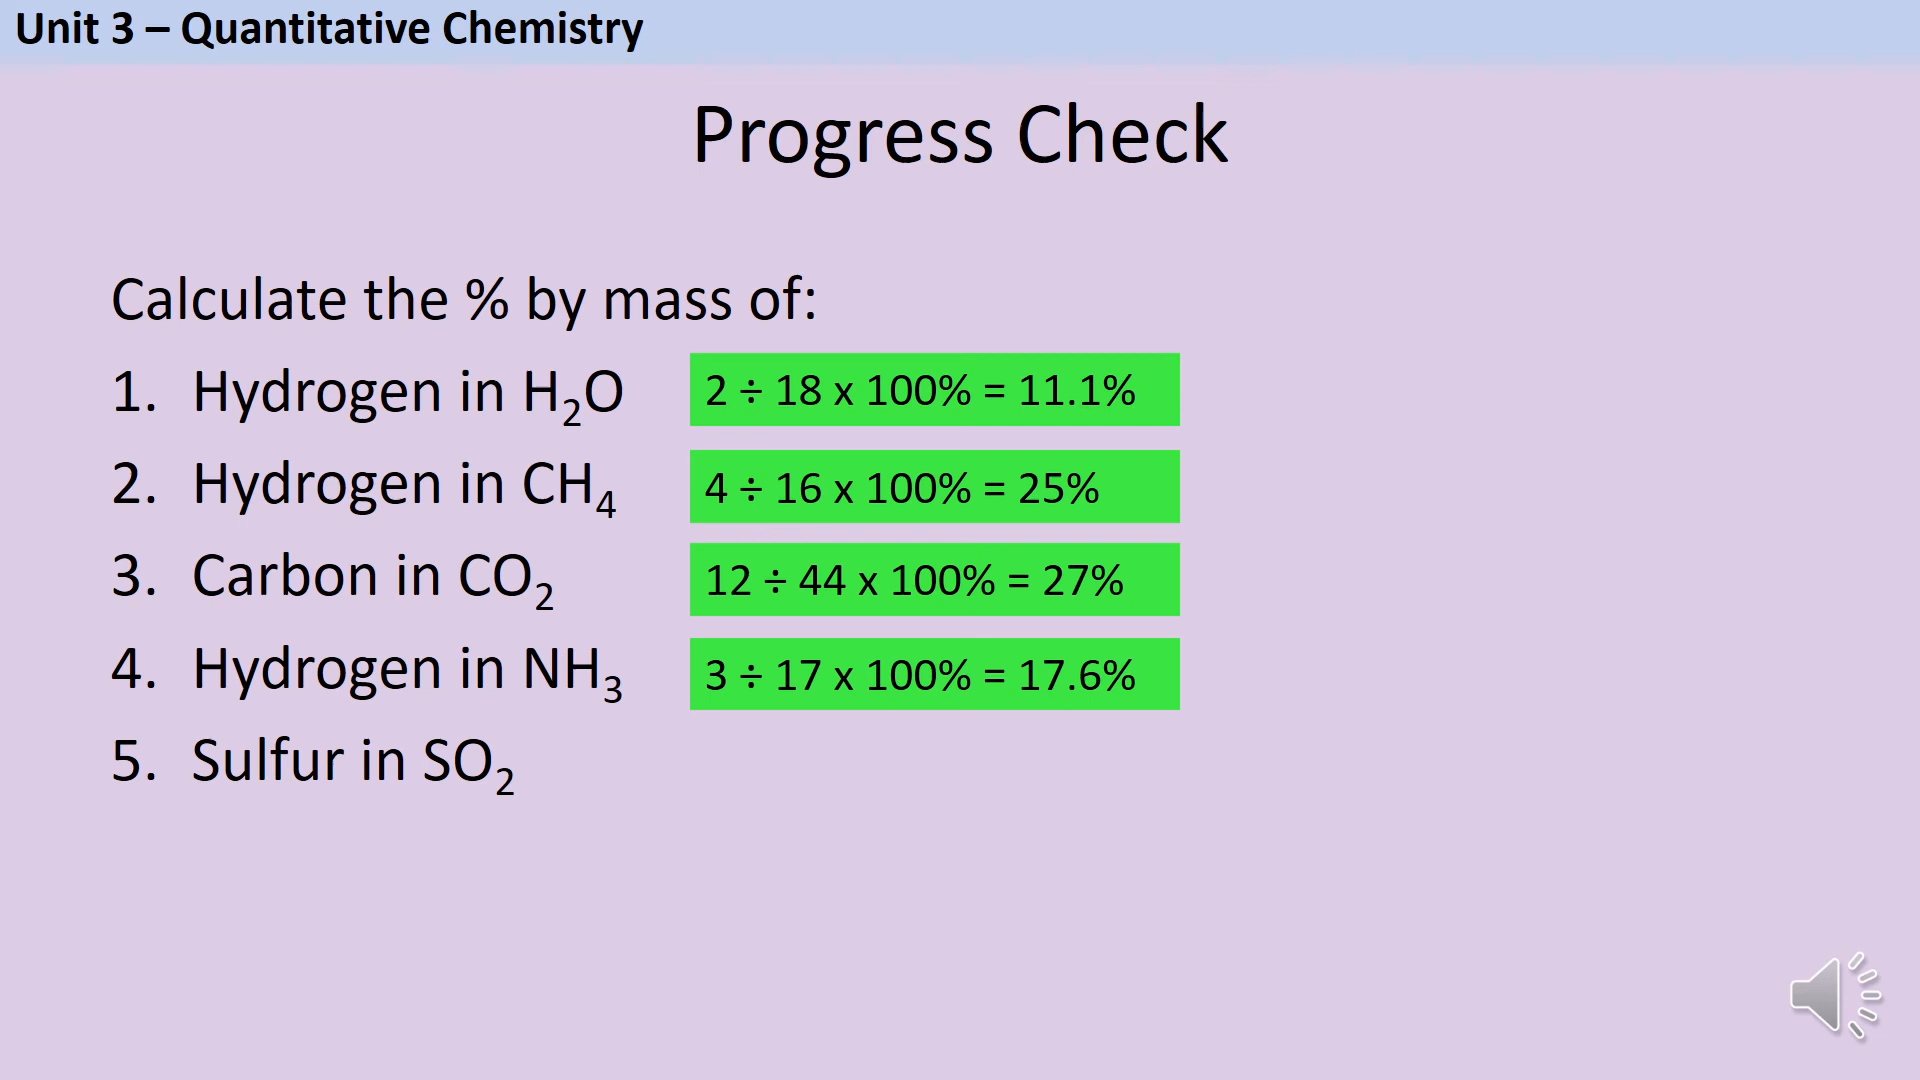 Unit 3 – Quantitative Chemistry
Progress Check
Calculate the % by mass of:
1. Hydrogen in H₂O 2 ÷ 18 x 100% = 11.1%
2. Hydrogen in CH₄ 4 ÷ 16 x 100% = 25%
3. Carbon in CO₂ 12 ÷ 44 x 100% = 27%
4. Hydrogen in NH₃ 3 ÷ 17 x 100% = 17.6%
5. Sulfur in SO₂